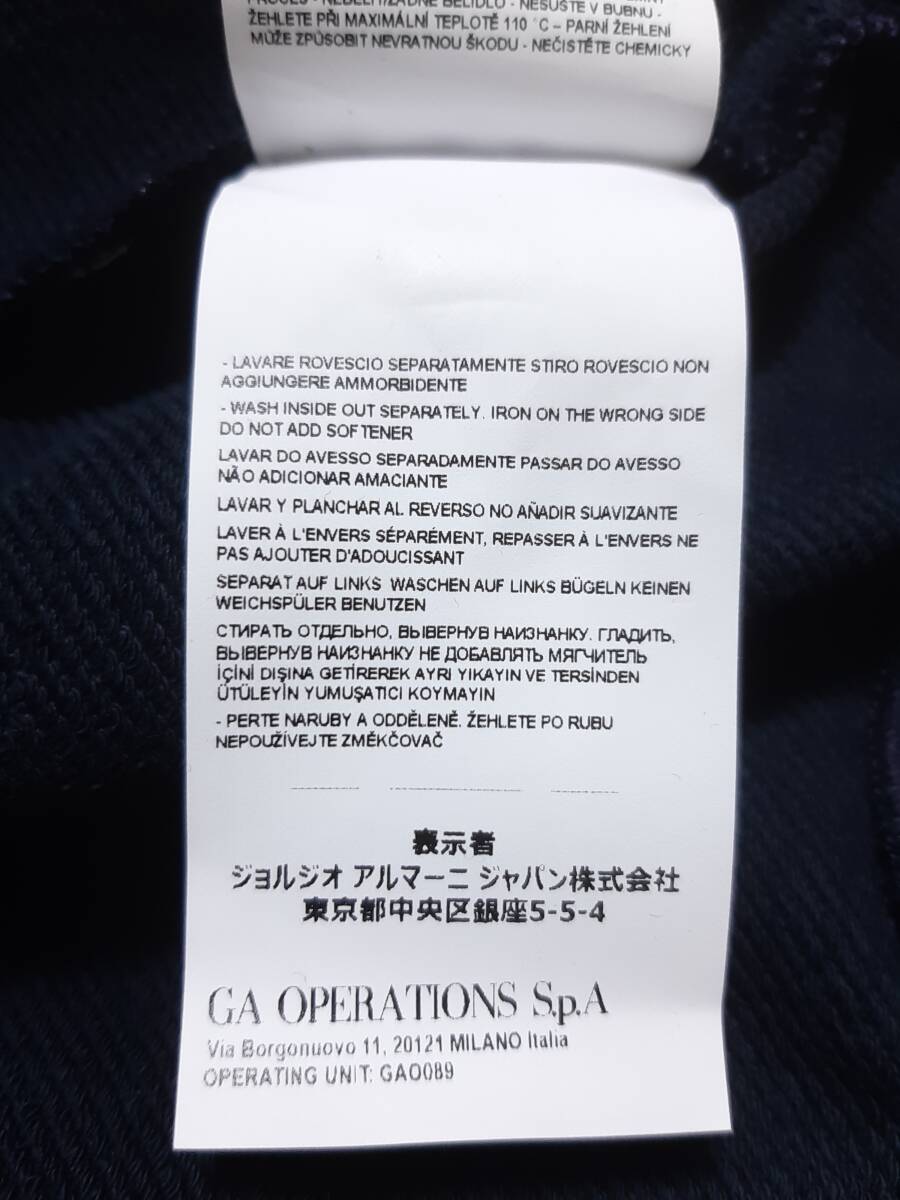 NEBĚLIT/ŽÁDNÉ BĚLIDLO - NESUŠTE V BUBNU -
ŽEHLETE PŘI MAXIMÁLNÍ TEPLOTĚ 110 °C – PARNÍ ŽEHLENÍ
MŮŽE ZPŮSOBIT NEVRATNOU ŠKODU - NEČISTĚTE CHEMICKY
- LAVARE ROVESCIO SEPARATAMENTE STIRO ROVESCIO NON
AGGIUNGERE AMMORBIDENTE
- WASH INSIDE OUT SEPARATELY. IRON ON THE WRONG SIDE
DO NOT ADD SOFTENER
LAVAR DO AVESSO SEPARADAMENTE PASSAR DO AVESSO
NÃO ADICIONAR AMACIANTE
LAVAR Y PLANCHAR AL REVERSO NO AÑADIR SUAVIZANTE
LAVER À L'ENVERS SÉPARÉMENT, REPASSER À L'ENVERS NE
PAS AJOUTER D'ADOUCISSANT
SEPARAT AUF LINKS WASCHEN AUF LINKS BÜGELN KEINEN
WEICHSPÜLER BENUTZEN
СТИРАТЬ ОТДЕЛЬНО, ВЫВЕРНУВ НАИЗНАНКУ. ГЛАДИТЬ,
ВЫВЕРНУВ НАИЗНАНКУ НЕ ДОБАВЛЯТЬ МЯГЧИТЕЛЬ
İÇİNİ DIŞINA GETİREREK AYRI YIKAYIN VE TERSİNDEN
ÜTÜLEYİN YUMUŞATICI KOYMAYIN
- PERTE NARUBY A ODDĚLENĚ. ŽEHLETE PO RUBU
NEPOUŽÍVEJTE ZMĚKČOVAČ
表示者
ジョルジオ アルマーニ ジャパン株式会社
東京都中央区銀座5-5-4
GA OPERATIONS S.p.A
Via Borgonuovo 11, 20121 MILANO Italia
OPERATING UNIT: GAO089